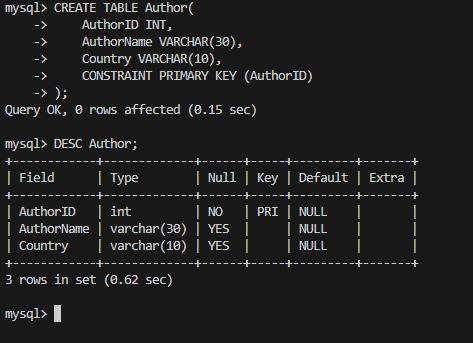 mysql> CREATE TABLE Author(
    ->     AuthorID INT,
    ->     AuthorName VARCHAR(30),
    ->     Country VARCHAR(10),
    ->     CONSTRAINT PRIMARY KEY (AuthorID)
    -> );
Query OK, 0 rows affected (0.15 sec)
mysql> DESC Author;
+------------+-------------+------+-----+---------+-------+
| Field      | Type        | Null | Key | Default | Extra |
+------------+-------------+------+-----+---------+-------+
| AuthorID   | int         | NO   | PRI | NULL    |       |
| AuthorName | varchar(30) | YES  |     | NULL    |       |
| Country    | varchar(10) | YES  |     | NULL    |       |
+------------+-------------+------+-----+---------+-------+
3 rows in set (0.62 sec)
mysql>